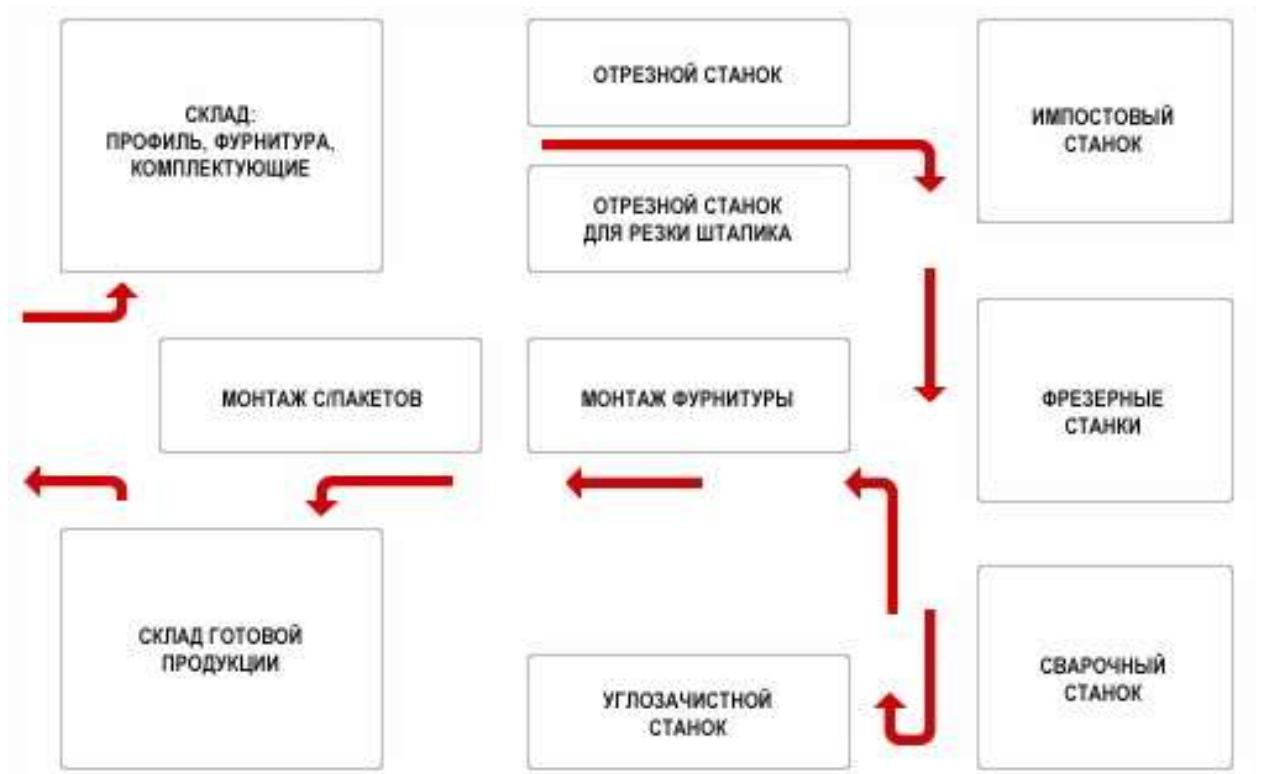 СКЛАД:
ПРОФИЛЬ, ФУРНИТУРА,
КОМПЛЕКТУЮЩИЕ
ОТРЕЗНОЙ СТАНОК
ИМПОСТОВЫЙ
СТАНОК
ОТРЕЗНОЙ СТАНОК
ДЛЯ РЕЗКИ ШТАПИКА
МОНТАЖ С/ПАКЕТОВ
МОНТАЖ ФУРНИТУРЫ
ФРЕЗЕРНЫЕ
СТАНКИ
СКЛАД ГОТОВОЙ
ПРОДУКЦИИ
УГЛОЗАЧИСТНОЙ
СТАНОК
СВАРОЧНЫЙ
СТАНОК